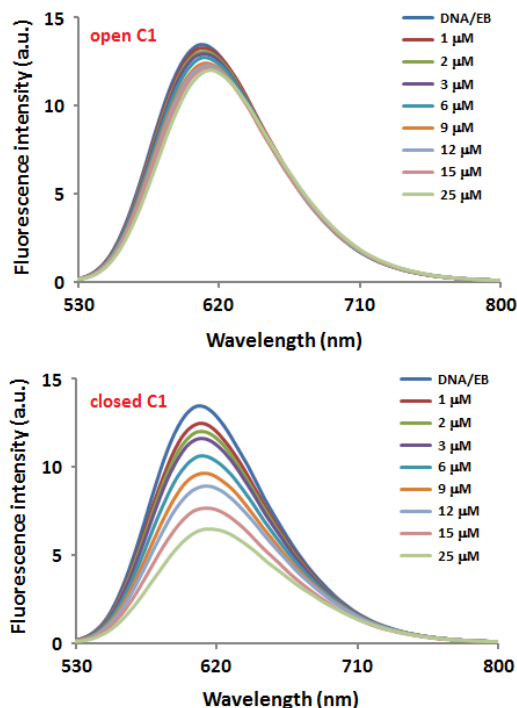 Fluorescence intensity (a.u.)
15
10
5
0
open C1
DNA/EB
1 µM
2 µM
3 µM
6 µM
9 µM
12 µM
15 µM
25 µM
530
620
710
800
Wavelength (nm)
Fluorescence intensity (a.u.)
15
10
5
0
closed C1
DNA/EB
1 µM
2 µM
3 µM
6 µM
9 µM
12 µM
15 µM
25 µM
530
620
710
800
Wavelength (nm)